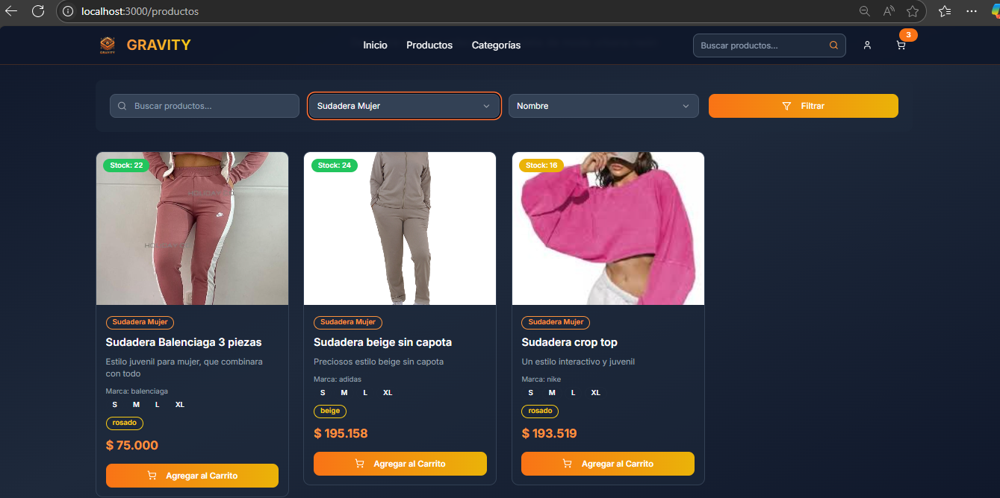 localhost:3000/productos
GRAVITY
GRAVITY
Inicio
Productos
Categorías
Buscar productos...
3
Buscar productos...
Sudadera Mujer
Nombre
Filtrar
Stock: 22
HOLIDAY
Sudadera Mujer
Sudadera Balenciaga 3 piezas
Estilo juvenil para mujer, que combinara
con todo
Marca: balenciaga
S M L XL
rosado
$ 75.000
Agregar al Carrito
Stock: 24
Sudadera Mujer
Sudadera beige sin capota
Preciosos estilo beige sin capota
Marca: adidas
S M L XL
beige
$ 195.158
Agregar al Carrito
Stock: 16
Sudadera Mujer
Sudadera crop top
Un estilo interactivo y juvenil
Marca: nike
S M L XL
rosado
$ 193.519
Agregar al Carrito